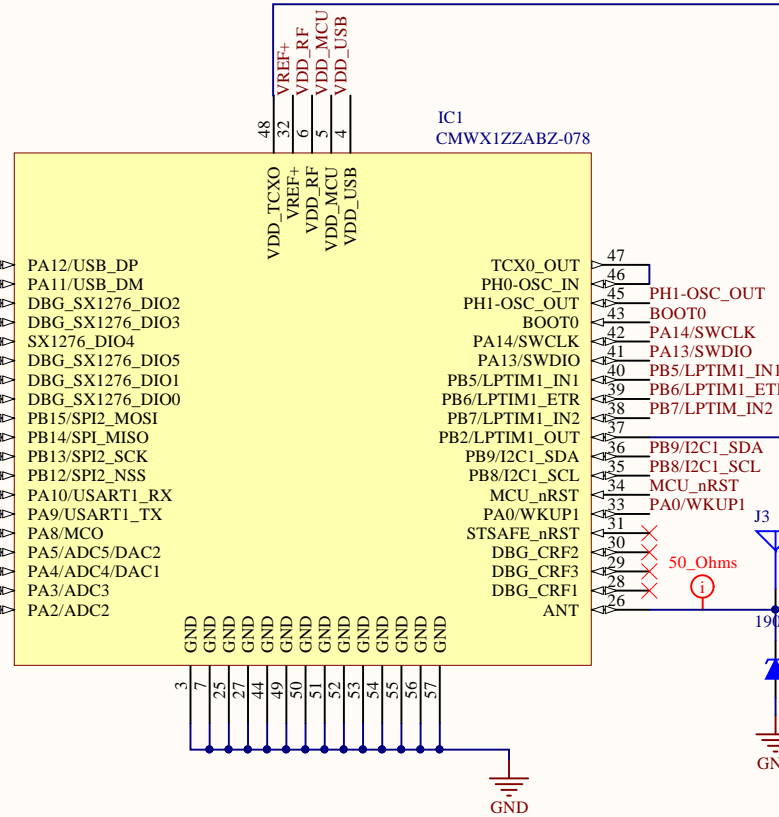 VREF+
VDD_RF
VDD_MCU
VDD_USB
48
32
6
5
4
IC1
CMWX1ZZABZ-078
VDD_TCXO
VREF+
VDD_RF
VDD_MCU
VDD_USB
PA12/USB_DP
PA11/USB_DM
DBG_SX1276_DIO2
DBG_SX1276_DIO3
SX1276_DIO4
DBG_SX1276_DIO5
DBG_SX1276_DIO1
DBG_SX1276_DIO0
PB15/SPI2_MOSI
PB14/SPI_MISO
PB13/SPI2_SCK
PB12/SPI2_NSS
PA10/USART1_RX
PA9/USART1_TX
PA8/MCO
PA5/ADC5/DAC2
PA4/ADC4/DAC1
PA3/ADC3
PA2/ADC2
TCX0_OUT 47
PH0-OSC_IN 46
PH1-OSC_OUT 45 PH1-OSC_OUT
BOOT0 43 BOOT0
PA14/SWCLK 42 PA14/SWCLK
PA13/SWDIO 41 PA13/SWDIO
PB5/LPTIM1_IN1 40 PB5/LPTIM1_IN1
PB6/LPTIM1_ETR 39 PB6/LPTIM1_ET
PB7/LPTIM1_IN2 38 PB7/LPTIM_IN2
PB2/LPTIM1_OUT 37
PB9/I2C1_SDA 36 PB9/I2C1_SDA
PB8/I2C1_SCL 35 PB8/I2C1_SCL
MCU_nRST 34 MCU_nRST
PA0/WKUP1 33 PA0/WKUP1
STSAFE_nRST 31
DBG_CRF2 30
DBG_CRF3 29
DBG_CRF1 28
ANT 26
J3
50_Ohms
i
190
GND
GND
GND
GND
GND
GND
GND
GND
GND
GND
GND
GND
GND
GND
3
7
25
27
44
49
50
51
52
53
54
55
56
57
GND
GN